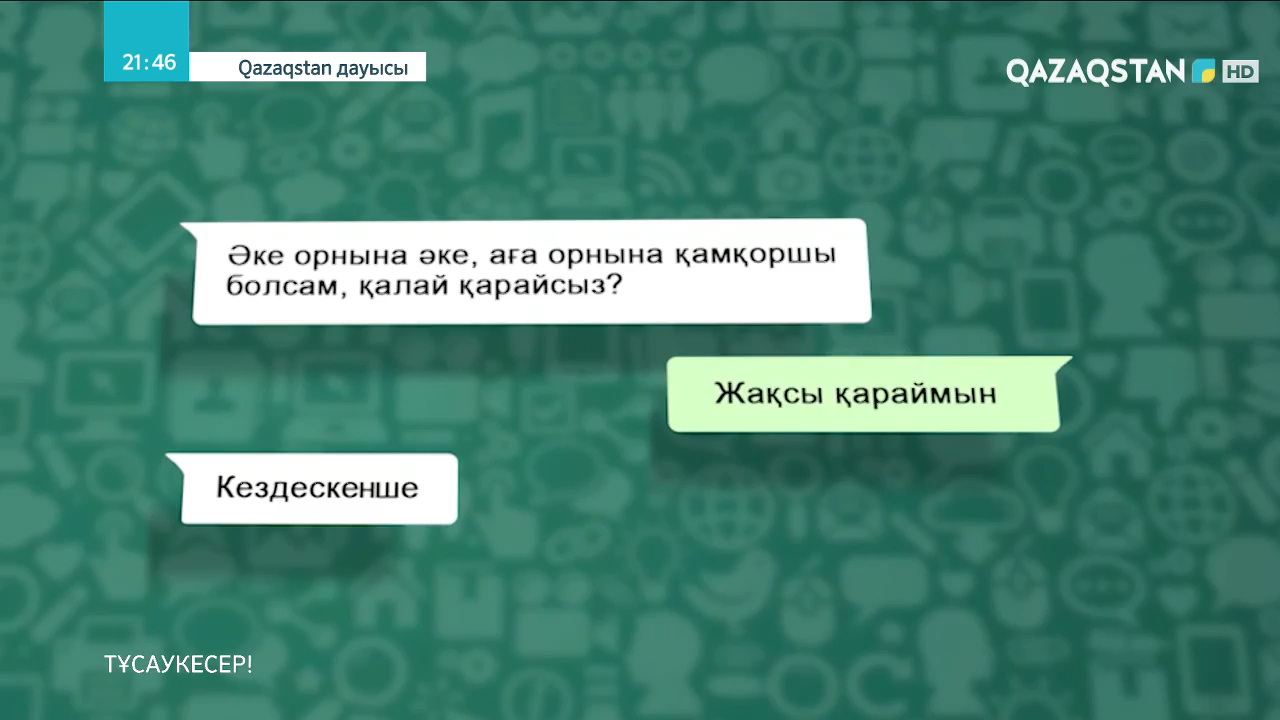 21:46
Qazaqstan дауысы
QAZAQSTAN HD
Әке орнына әке, аға орнына қамқоршы
болсам, қалай қарайсыз?
Жақсы қараймын
Кездескенше
ТҰСАУКЕСЕР!